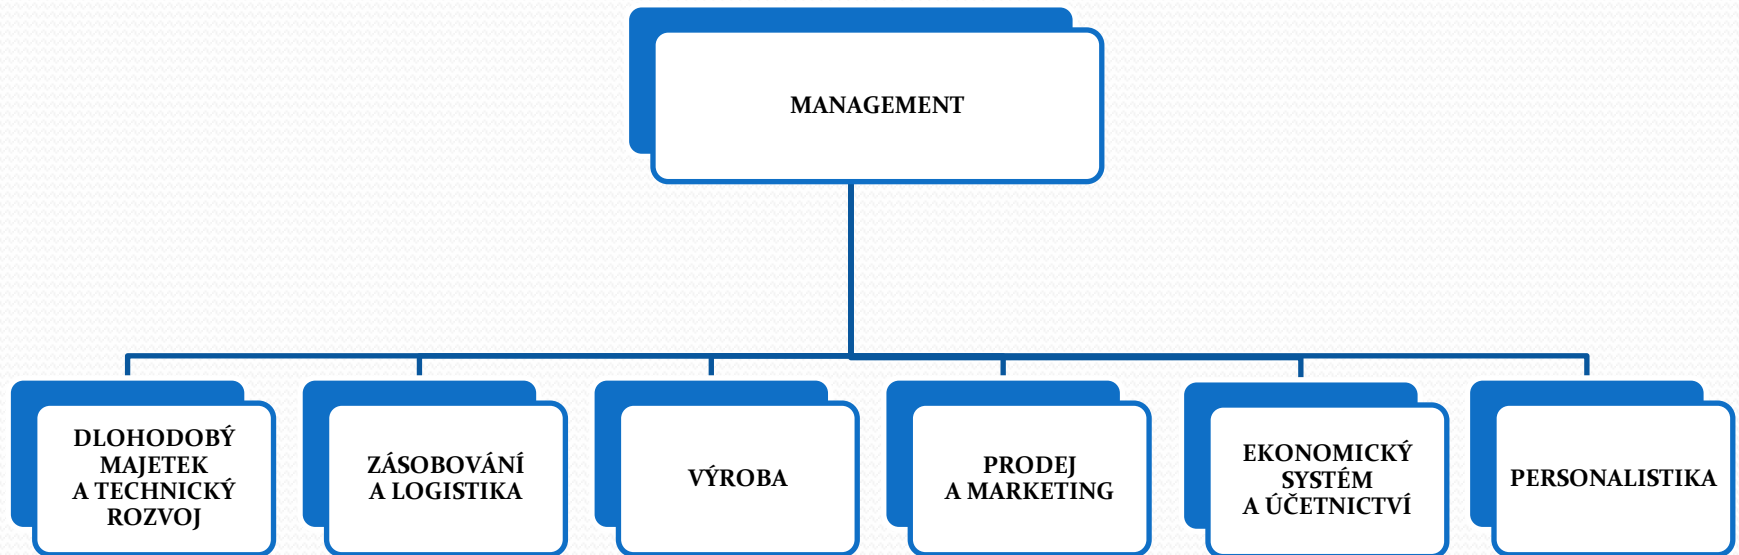 MANAGEMENT
DLOHODOBÝ
MAJETEK
A TECHNICKÝ
ROZVOJ
ZÁSOBOVÁNÍ
A LOGISTIKA
VÝROBA
PRODEJ
A MARKETING
EKONOMICKÝ
SYSTÉM
A ÚČETNICTVÍ
PERSONALISTIKA